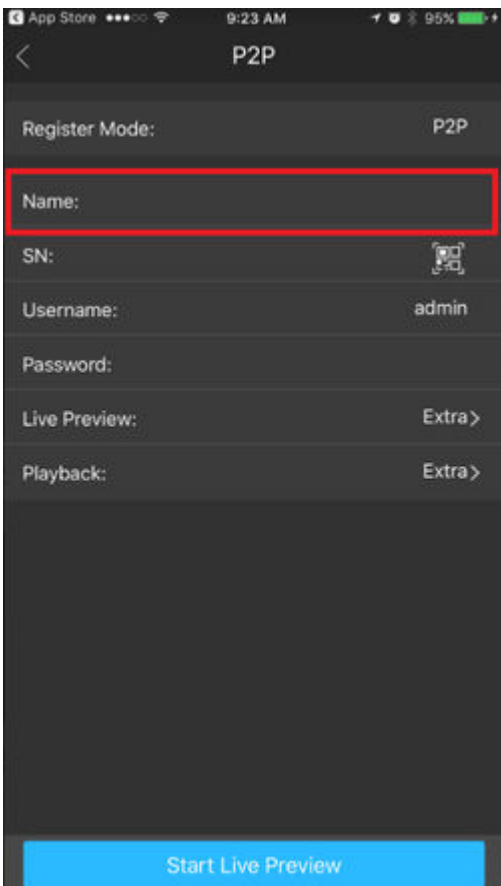 App Store 9:23 AM 95%
P2P
Register Mode: P2P
Name:
SN:
Username: admin
Password:
Live Preview: Extra>
Playback: Extra>
Start Live Preview